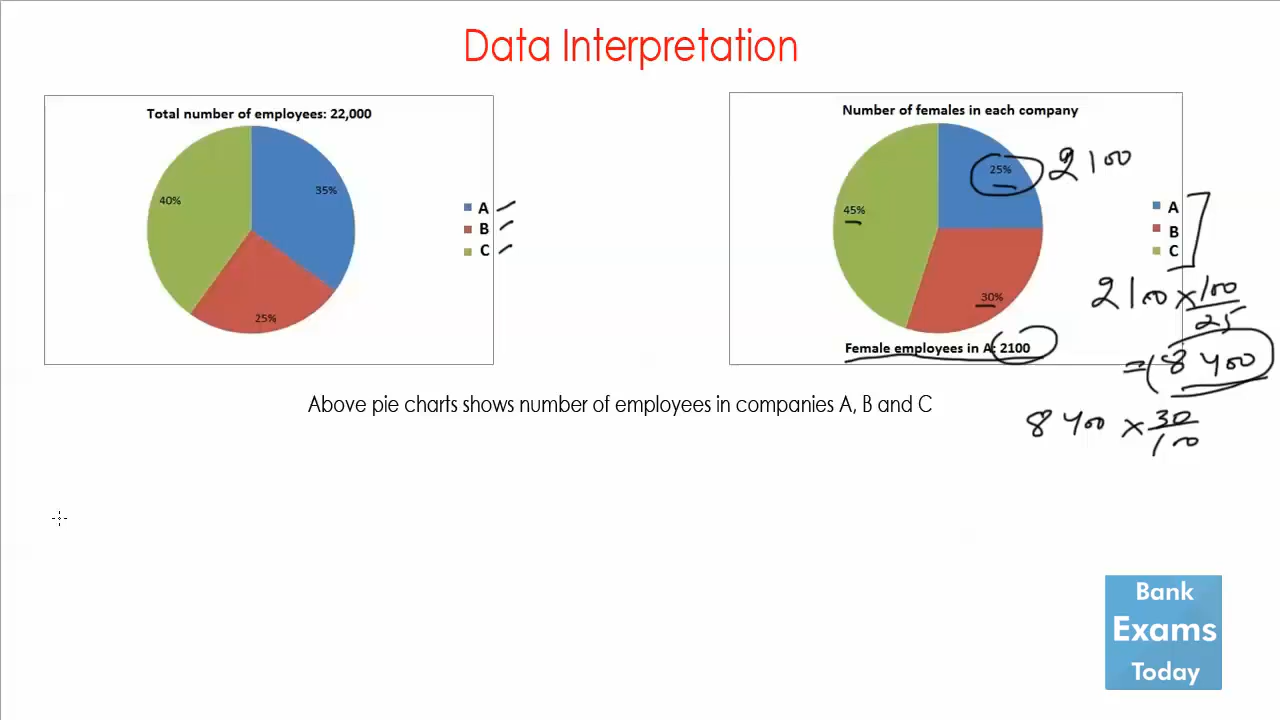 Data Interpretation
Total number of employees: 22,000
35%
40%
25%
A
B
C
Number of females in each company
25%
2100
45%
30%
A
B
C
Female employees in A: 2100
2100 × 100/25
= 8400
8400 × 30/100
Above pie charts shows number of employees in companies A, B and C
Bank
Exams
Today